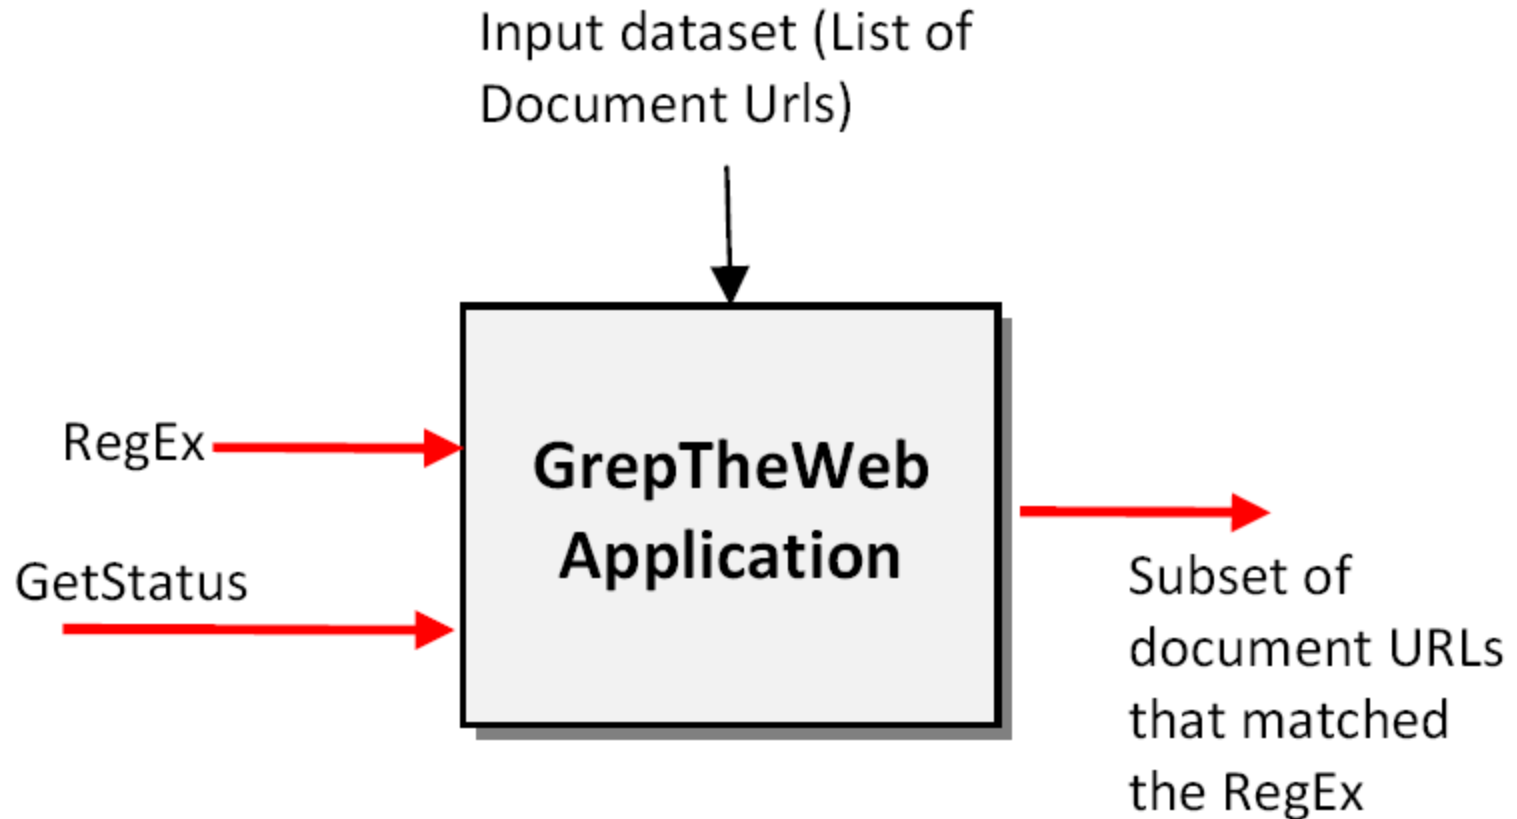 Input dataset (List of
Document Urls)
RegEx
GetStatus
GrepTheWeb
Application
Subset of
document URLs
that matched
the RegEx